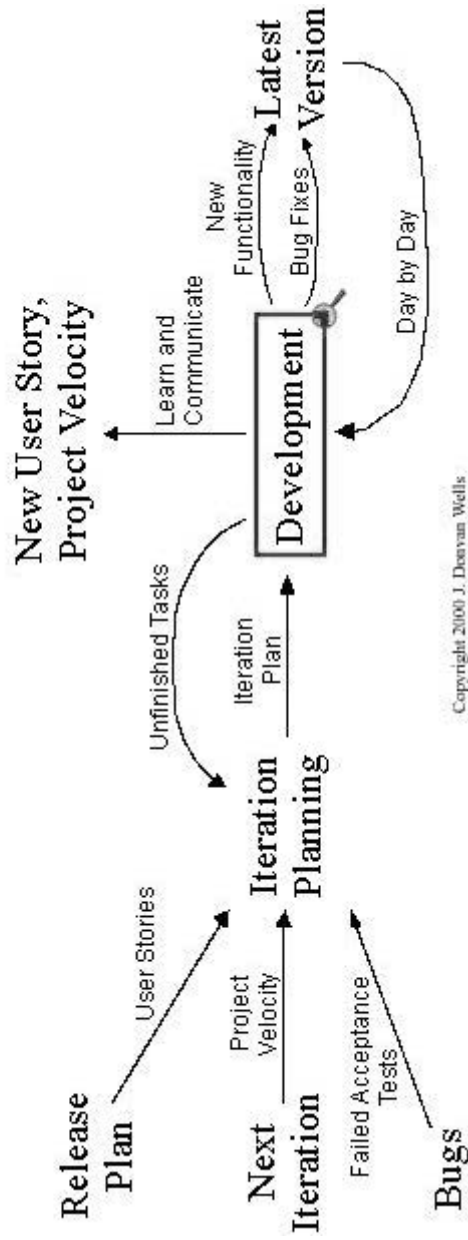 New User Story,
Project Velocity
Learn and
Communicate
Unfinished Tasks
Release
Plan
User Stories
Next
Iteration
Project
Velocity
Iteration
Planning
Iteration
Plan
Development
New
Functionality
Bug Fixes
Latest
Version
Day by Day
Failed Acceptance
Tests
Bugs
Copyright 2000 J. Donvan Wells